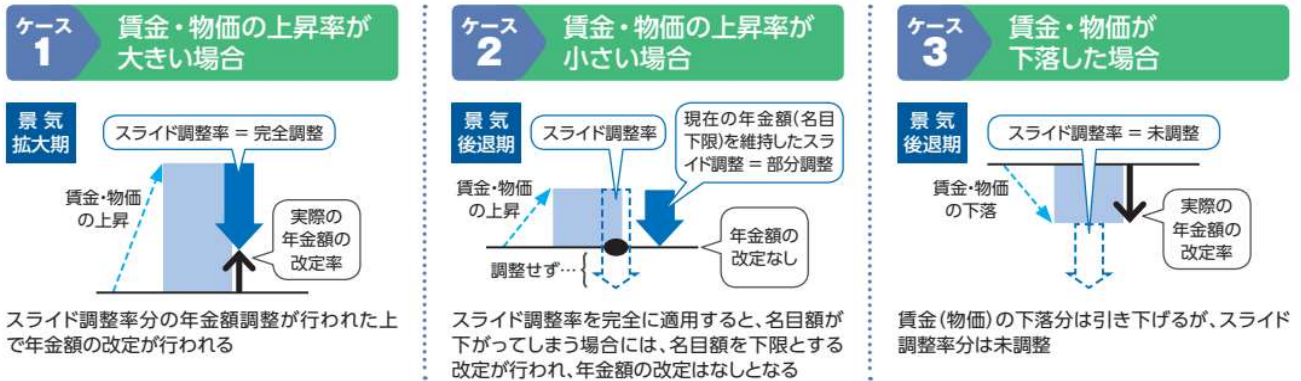 ケース
1
賃金・物価の上昇率が
大きい場合
景気
拡大期
スライド調整率 = 完全調整
賃金・物価
の上昇
実際の
年金額の
改定率
スライド調整率分の年金額調整が行われた上
で年金額の改定が行われる
ケース
2
賃金・物価の上昇率が
小さい場合
景気
後退期
スライド調整率
現在の年金額(名目
下限)を維持したスラ
イド調整 = 部分調整
賃金・物価
の上昇
年金額の
改定なし
調整せず…
スライド調整率を完全に適用すると、名目額が
下がってしまう場合には、名目額を下限とする
改定が行われ、年金額の改定はなしとなる
ケース
3
賃金・物価が
下落した場合
景気
後退期
スライド調整率 = 未調整
賃金・物価
の下落
実際の
年金額の
改定率
賃金(物価)の下落分は引き下げるが、スライド
調整率分は未調整